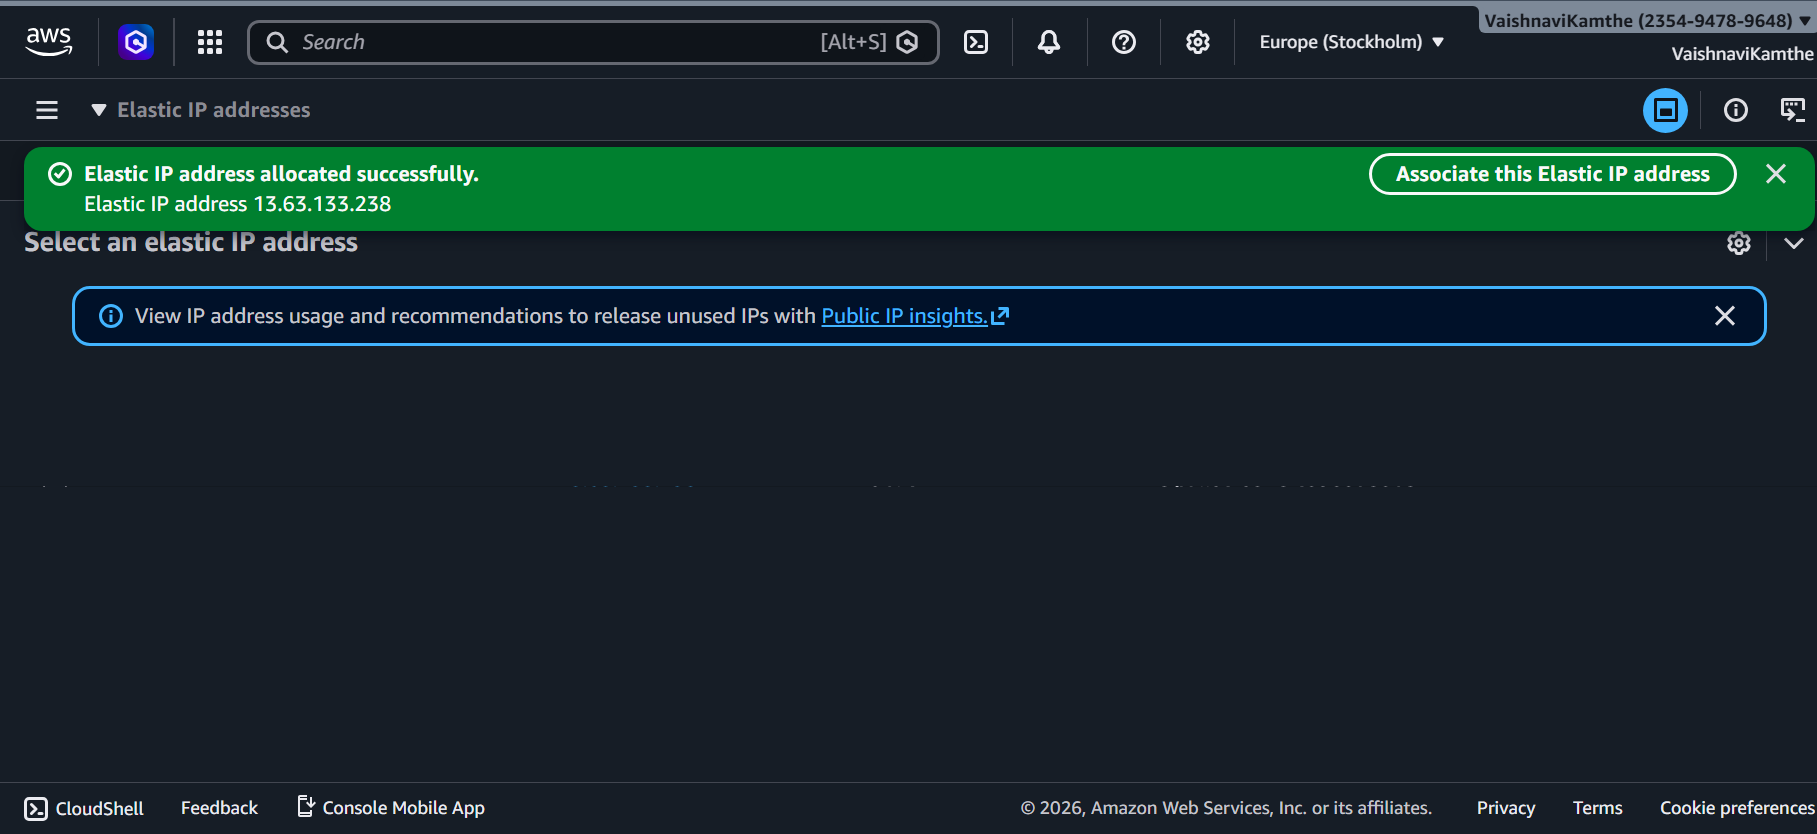 aws
Search [Alt+S]
Europe (Stockholm)
VaishnaviKamthe (2354-9478-9648)
VaishnaviKamthe
Elastic IP addresses
Elastic IP address allocated successfully.
Elastic IP address 13.63.133.238
Associate this Elastic IP address
Select an elastic IP address
View IP address usage and recommendations to release unused IPs with Public IP insights.
CloudShell Feedback Console Mobile App © 2026, Amazon Web Services, Inc. or its affiliates. Privacy Terms Cookie preferences